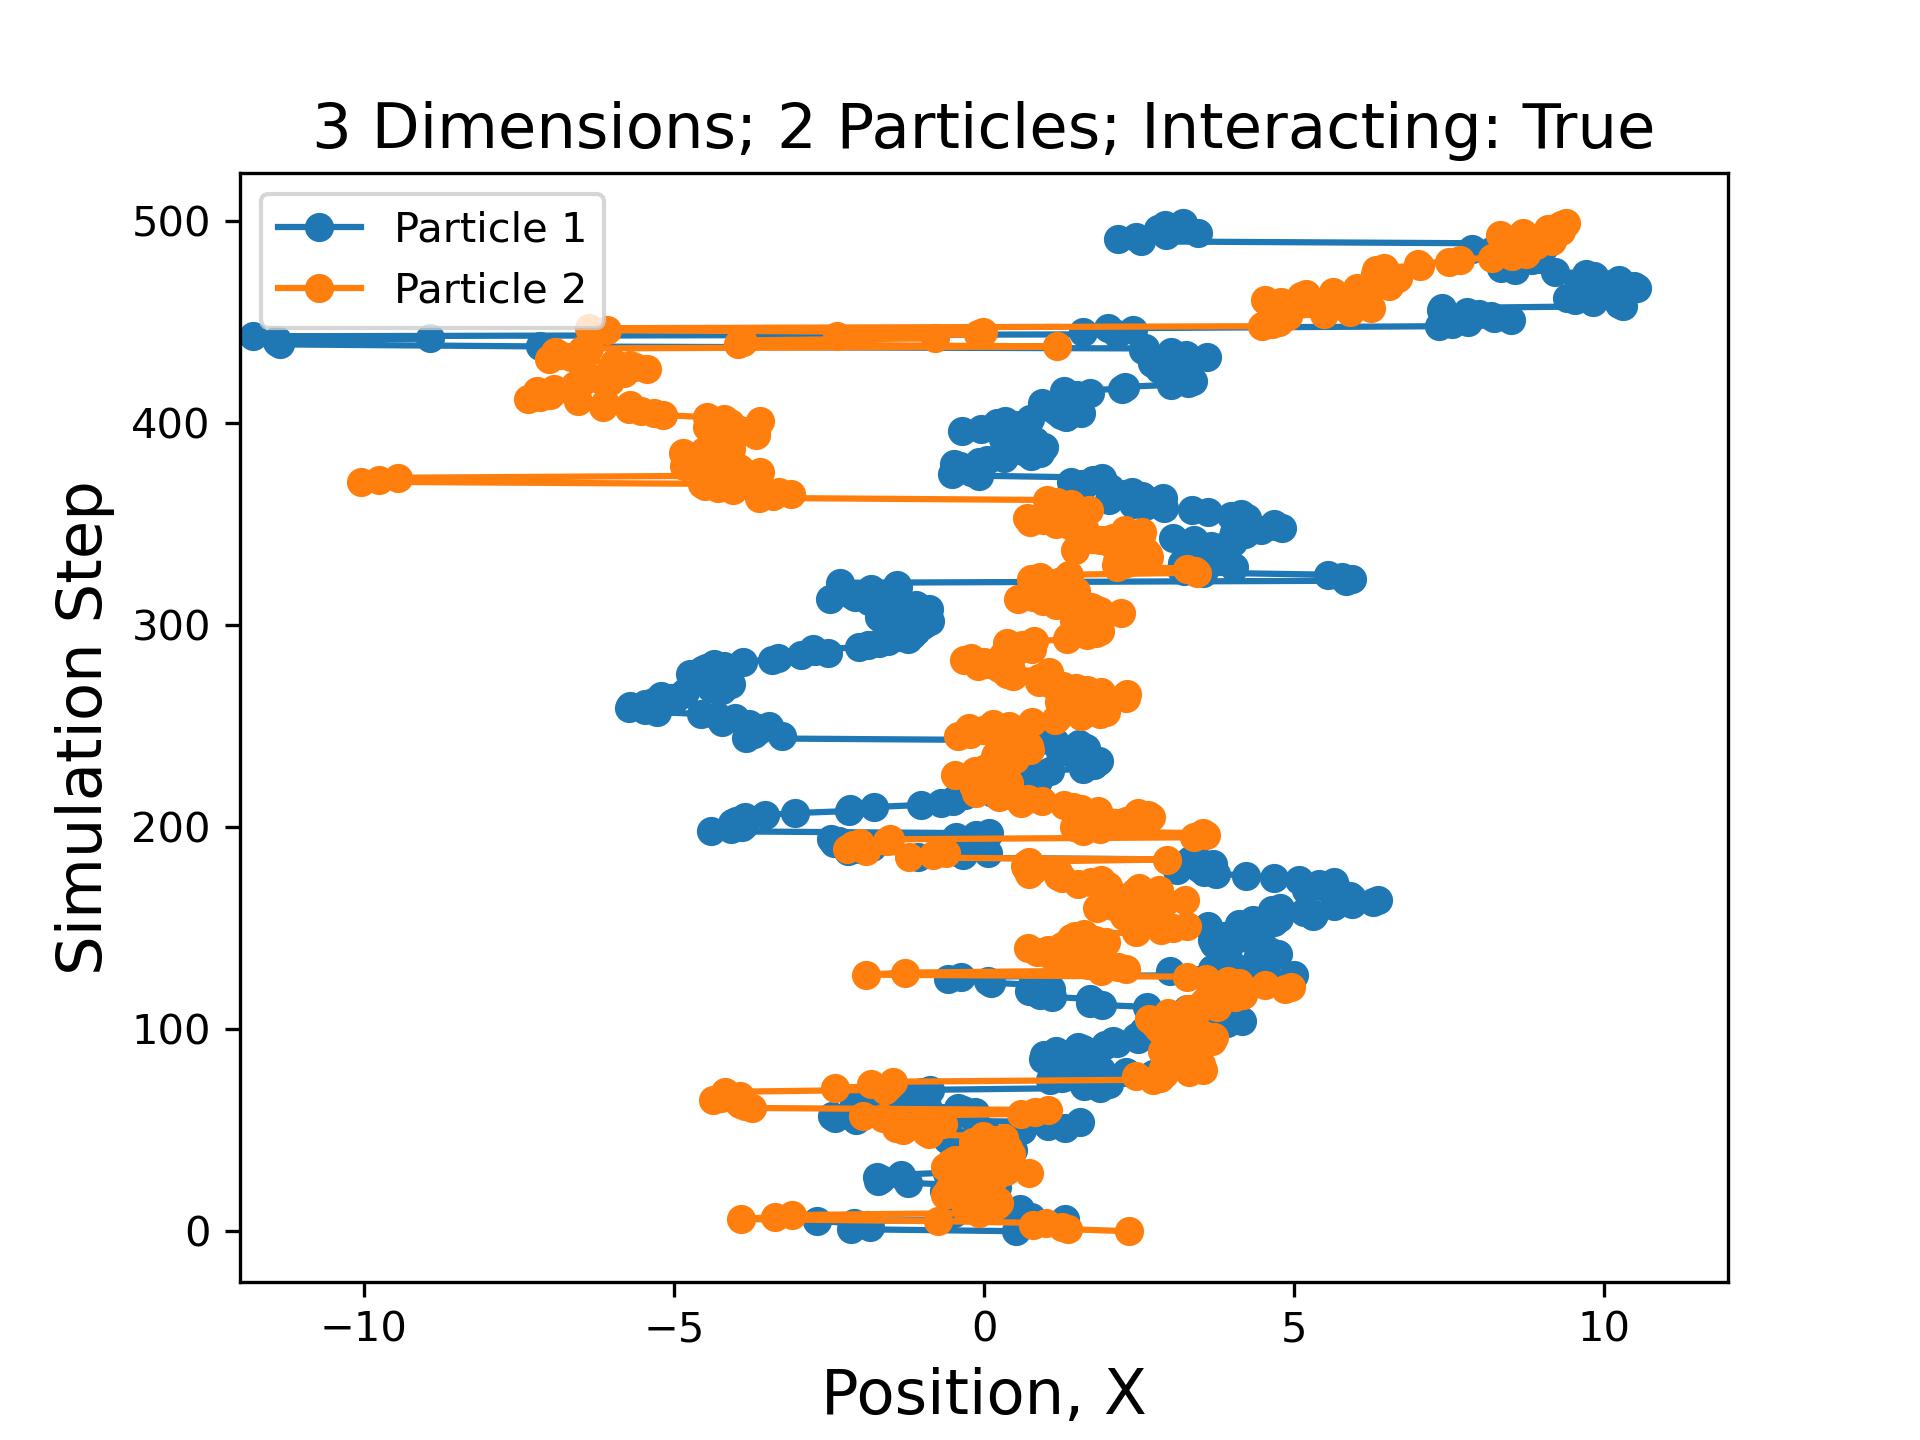 3 Dimensions; 2 Particles; Interacting: True
Particle 1
Particle 2
500
400
300
200
100
0
Simulation Step
−10
−5
0
5
10
Position, X